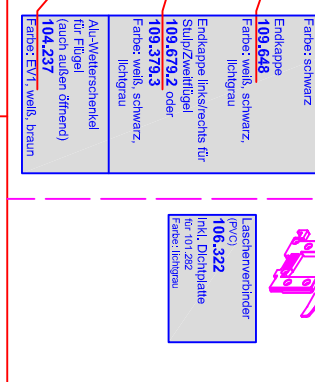 Farbe: schwarz
Endkappe
109.648
Farbe: weiß, schwarz,
lichtgrau
Endkappe links/rechts für
Stulp/Zweitflügel
109.679.2 oder
109.379.3
Farbe: weiß, schwarz,
lichtgrau
Alu-Wetterschenkel
für Flügel
(auch außen öffnend)
104.237
Farbe: EV1, weiß, braun
Laschenverbinder
(PVC)
106.322
Inkl. Dichtplatte
für 101.282
Farbe: lichtgrau